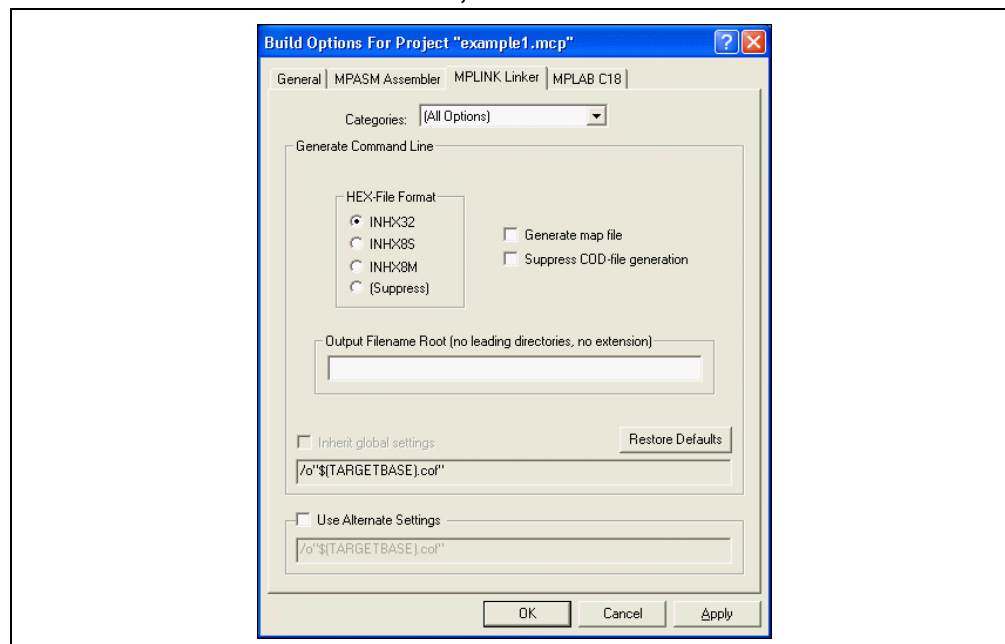 Build Options For Project "example1.mcp"
General MPASM Assembler MPLINK Linker MPLAB C18
Categories: (All Options)
Generate Command Line
HEX-File Format
INHX32
INHX8S
INHX8M
(Suppress)
Generate map file
Suppress COD-file generation
Output Filename Root (no leading directories, no extension)
Inherit global settings
Restore Defaults
/o"$(TARGETBASE).cof"
Use Alternate Settings
/o"$(TARGETBASE).cof"
OK Cancel Apply